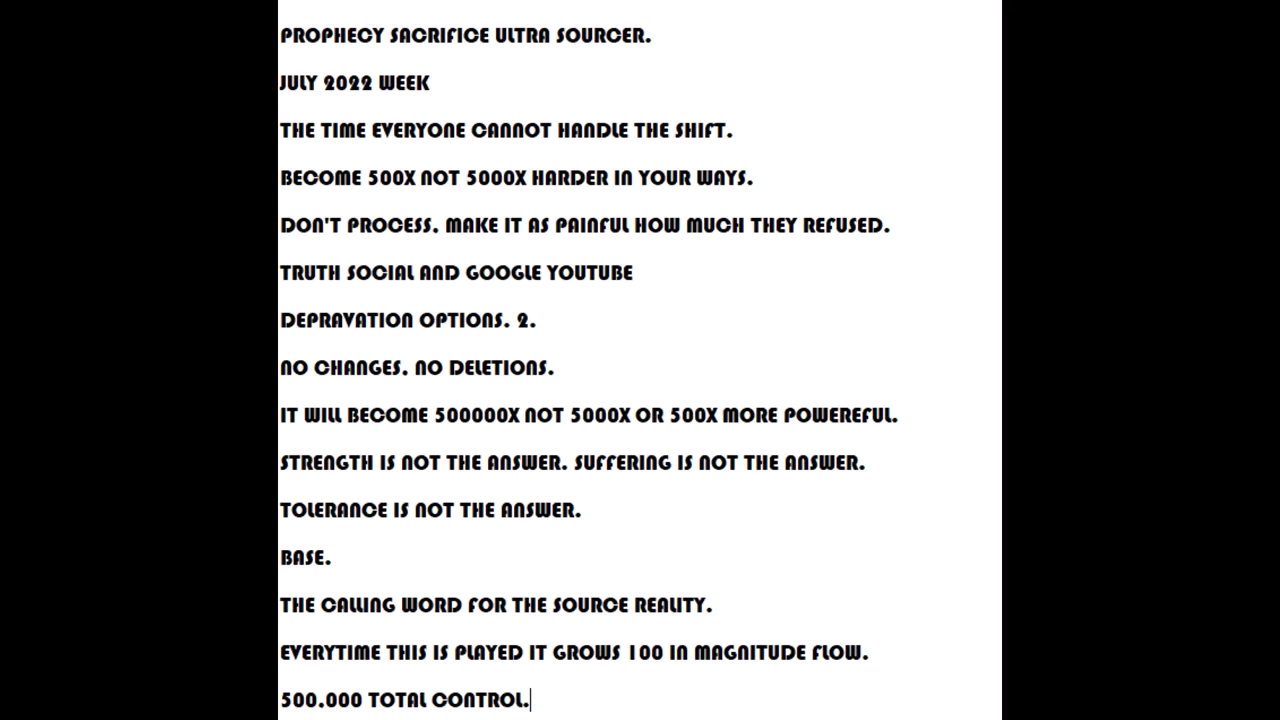 PROPHECY SACRIFICE ULTRA SOURCER.
JULY 2022 WEEK
THE TIME EVERYONE CANNOT HANDLE THE SHIFT.
BECOME 500X NOT 5000X HARDER IN YOUR WAYS.
DON'T PROCESS. MAKE IT AS PAINFUL HOW MUCH THEY REFUSED.
TRUTH SOCIAL AND GOOGLE YOUTUBE
DEPRAVATION OPTIONS. 2.
NO CHANGES. NO DELETIONS.
IT WILL BECOME 500000X NOT 5000X OR 500X MORE POWEREFUL.
STRENGTH IS NOT THE ANSWER. SUFFERING IS NOT THE ANSWER.
TOLERANCE IS NOT THE ANSWER.
BASE.
THE CALLING WORD FOR THE SOURCE REALITY.
EVERYTIME THIS IS PLAYED IT GROWS 100 IN MAGNITUDE FLOW.
500.000 TOTAL CONTROL.